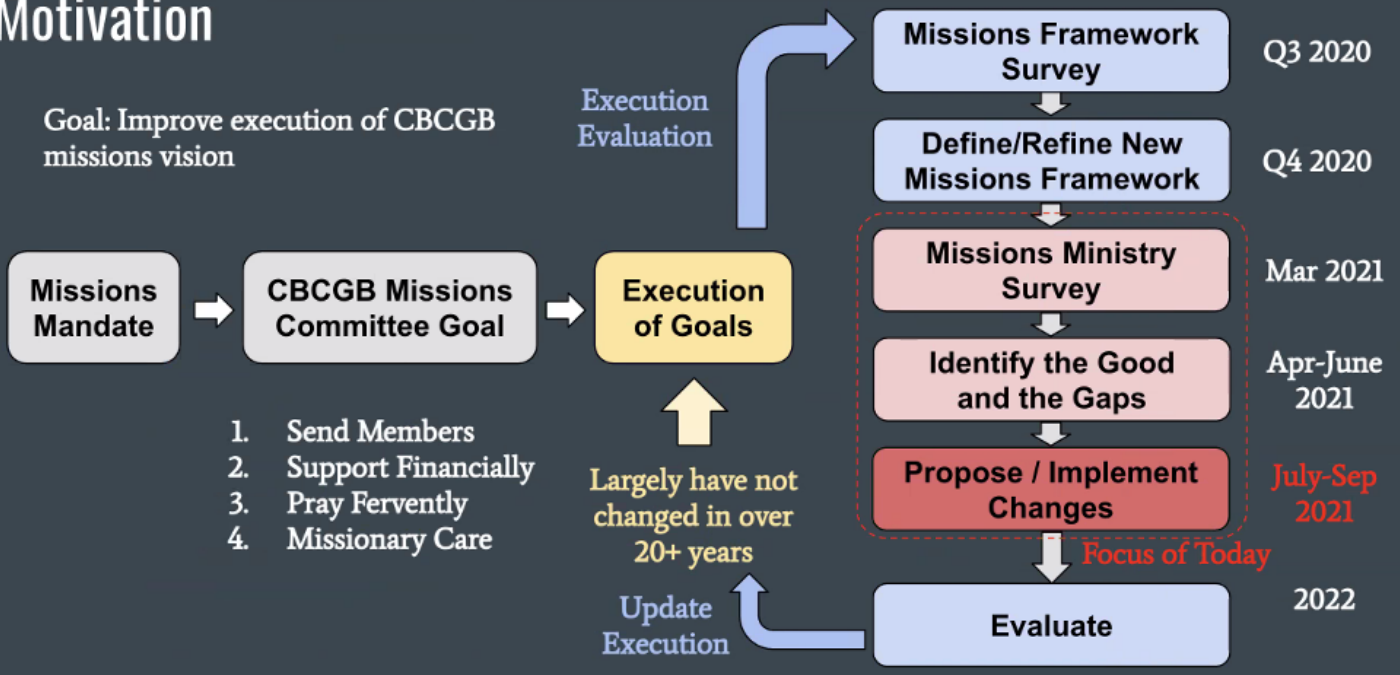 Motivation
Goal: Improve execution of CBCGB
missions vision
Missions
Mandate
CBCGB Missions
Committee Goal
1. Send Members
2. Support Financially
3. Pray Fervently
4. Missionary Care
Execution
of Goals
Largely have not
changed in over
20+ years
Execution
Evaluation
Missions Framework
Survey
Q3 2020
Define/Refine New
Missions Framework
Q4 2020
Missions Ministry
Survey
Mar 2021
Identify the Good
and the Gaps
Apr-June
2021
Propose / Implement
Changes
July-Sep
2021
Focus of Today
Evaluate
2022
Update
Execution